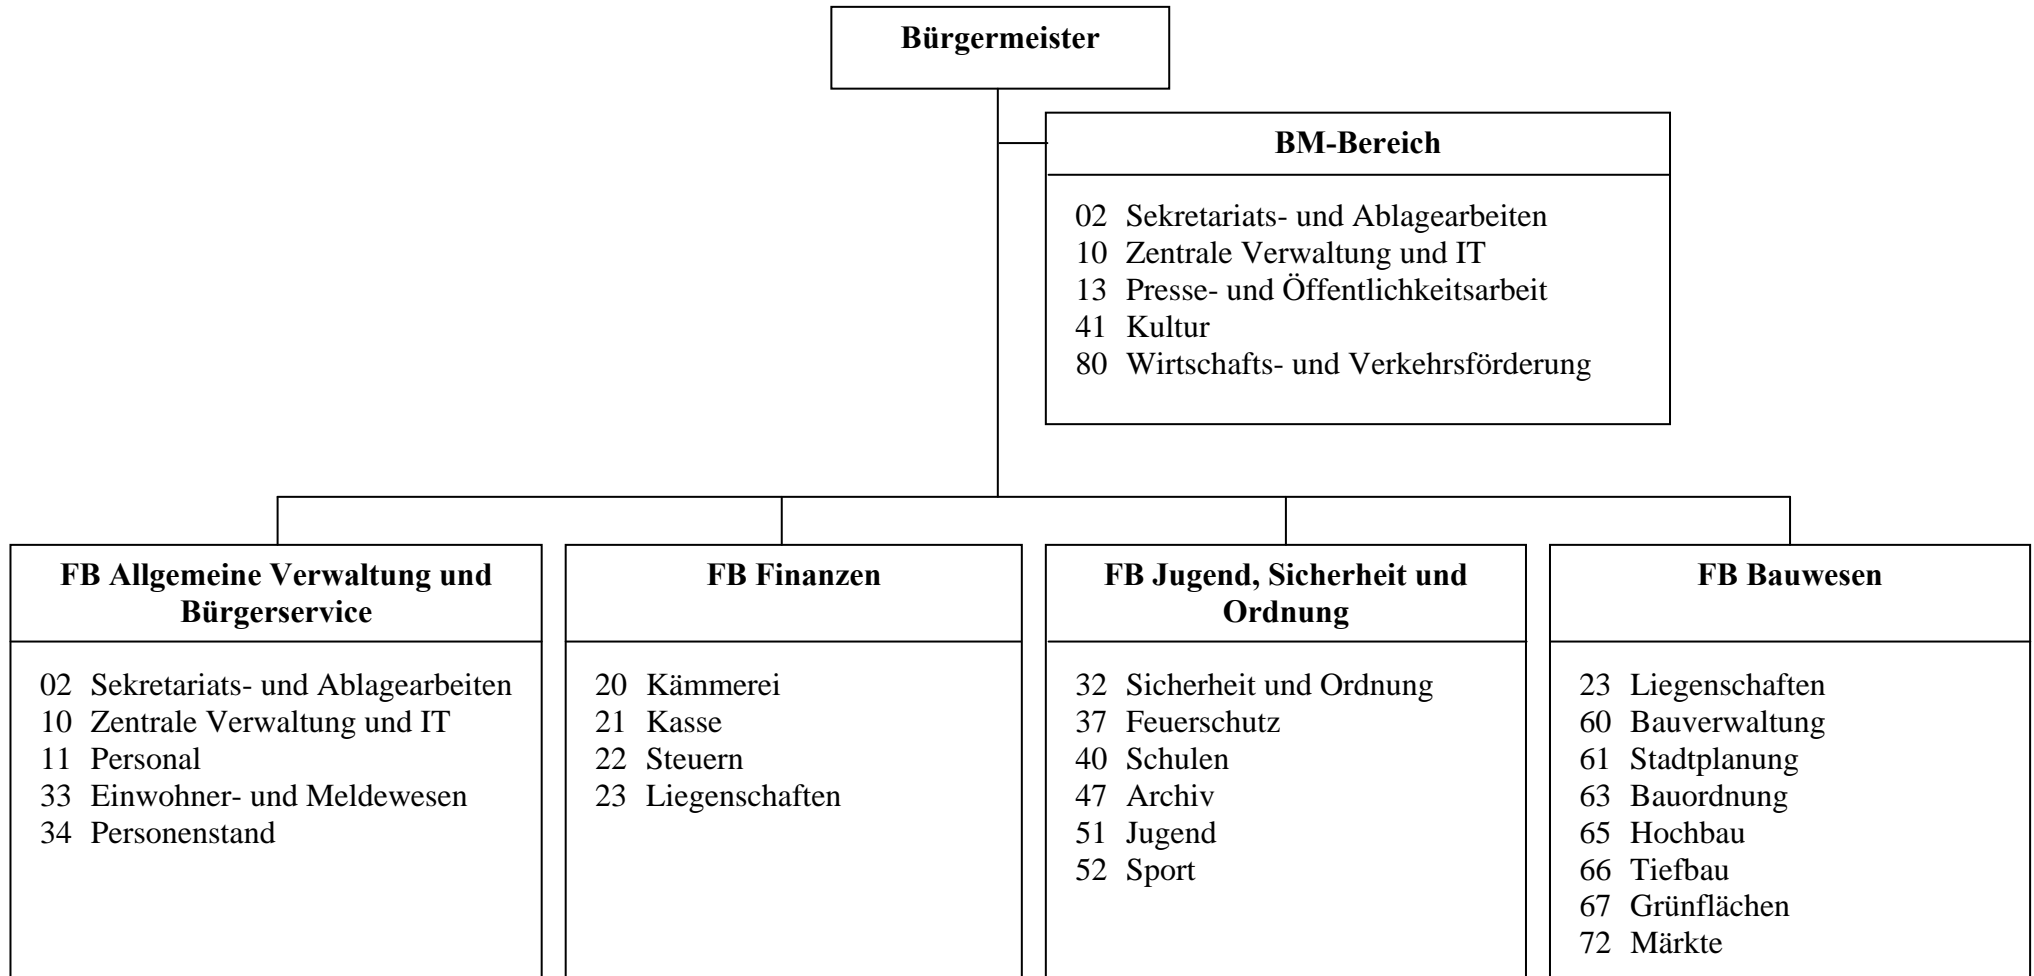 Bürgermeister
BM-Bereich
02 Sekretariats- und Ablagearbeiten
10 Zentrale Verwaltung und IT
13 Presse- und Öffentlichkeitsarbeit
41 Kultur
80 Wirtschafts- und Verkehrsförderung
FB Allgemeine Verwaltung und
Bürgerservice
02 Sekretariats- und Ablagearbeiten
10 Zentrale Verwaltung und IT
11 Personal
33 Einwohner- und Meldewesen
34 Personenstand
FB Finanzen
20 Kämmerei
21 Kasse
22 Steuern
23 Liegenschaften
FB Jugend, Sicherheit und
Ordnung
32 Sicherheit und Ordnung
37 Feuerschutz
40 Schulen
47 Archiv
51 Jugend
52 Sport
FB Bauwesen
23 Liegenschaften
60 Bauverwaltung
61 Stadtplanung
63 Bauordnung
65 Hochbau
66 Tiefbau
67 Grünflächen
72 Märkte